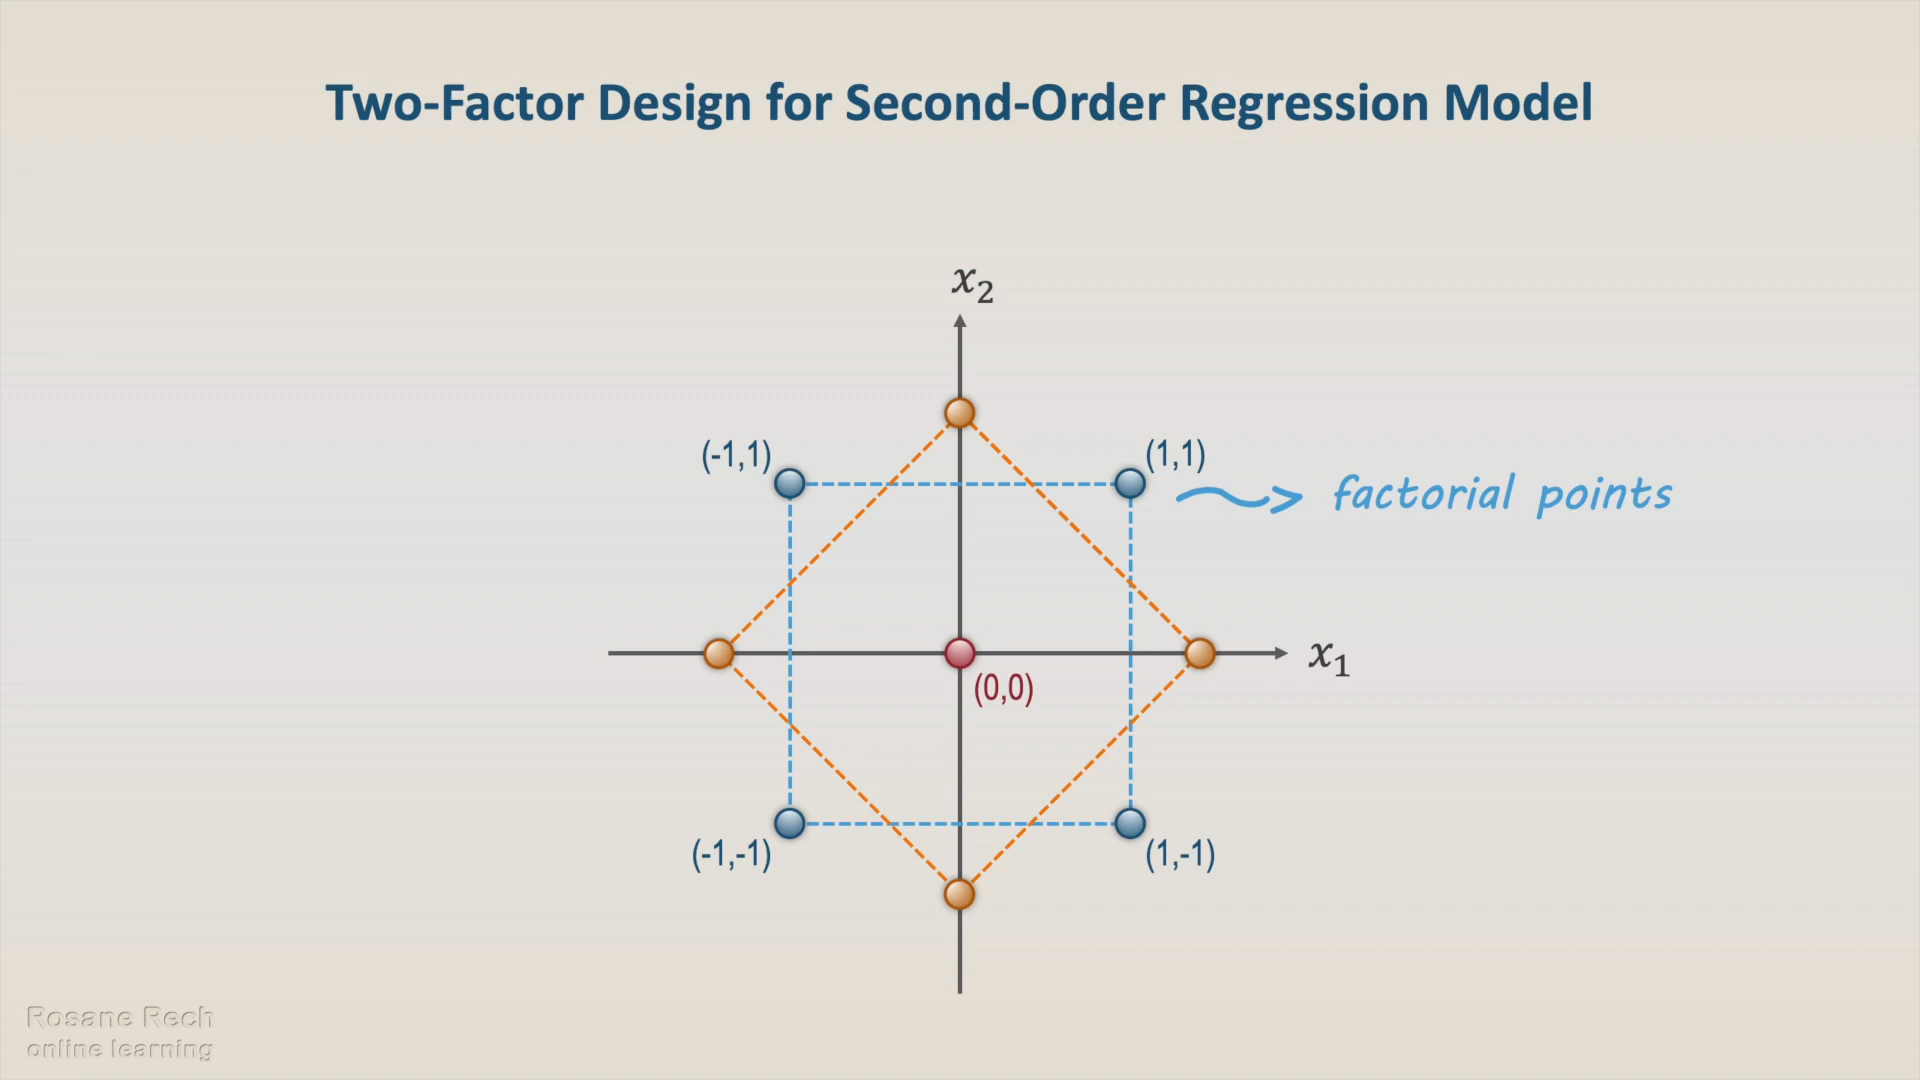 Two-Factor Design for Second-Order Regression Model
x₂
(-1,1)
(1,1)
factorial points
x₁
(0,0)
(-1,-1)
(1,-1)
Rosane Rech
online learning